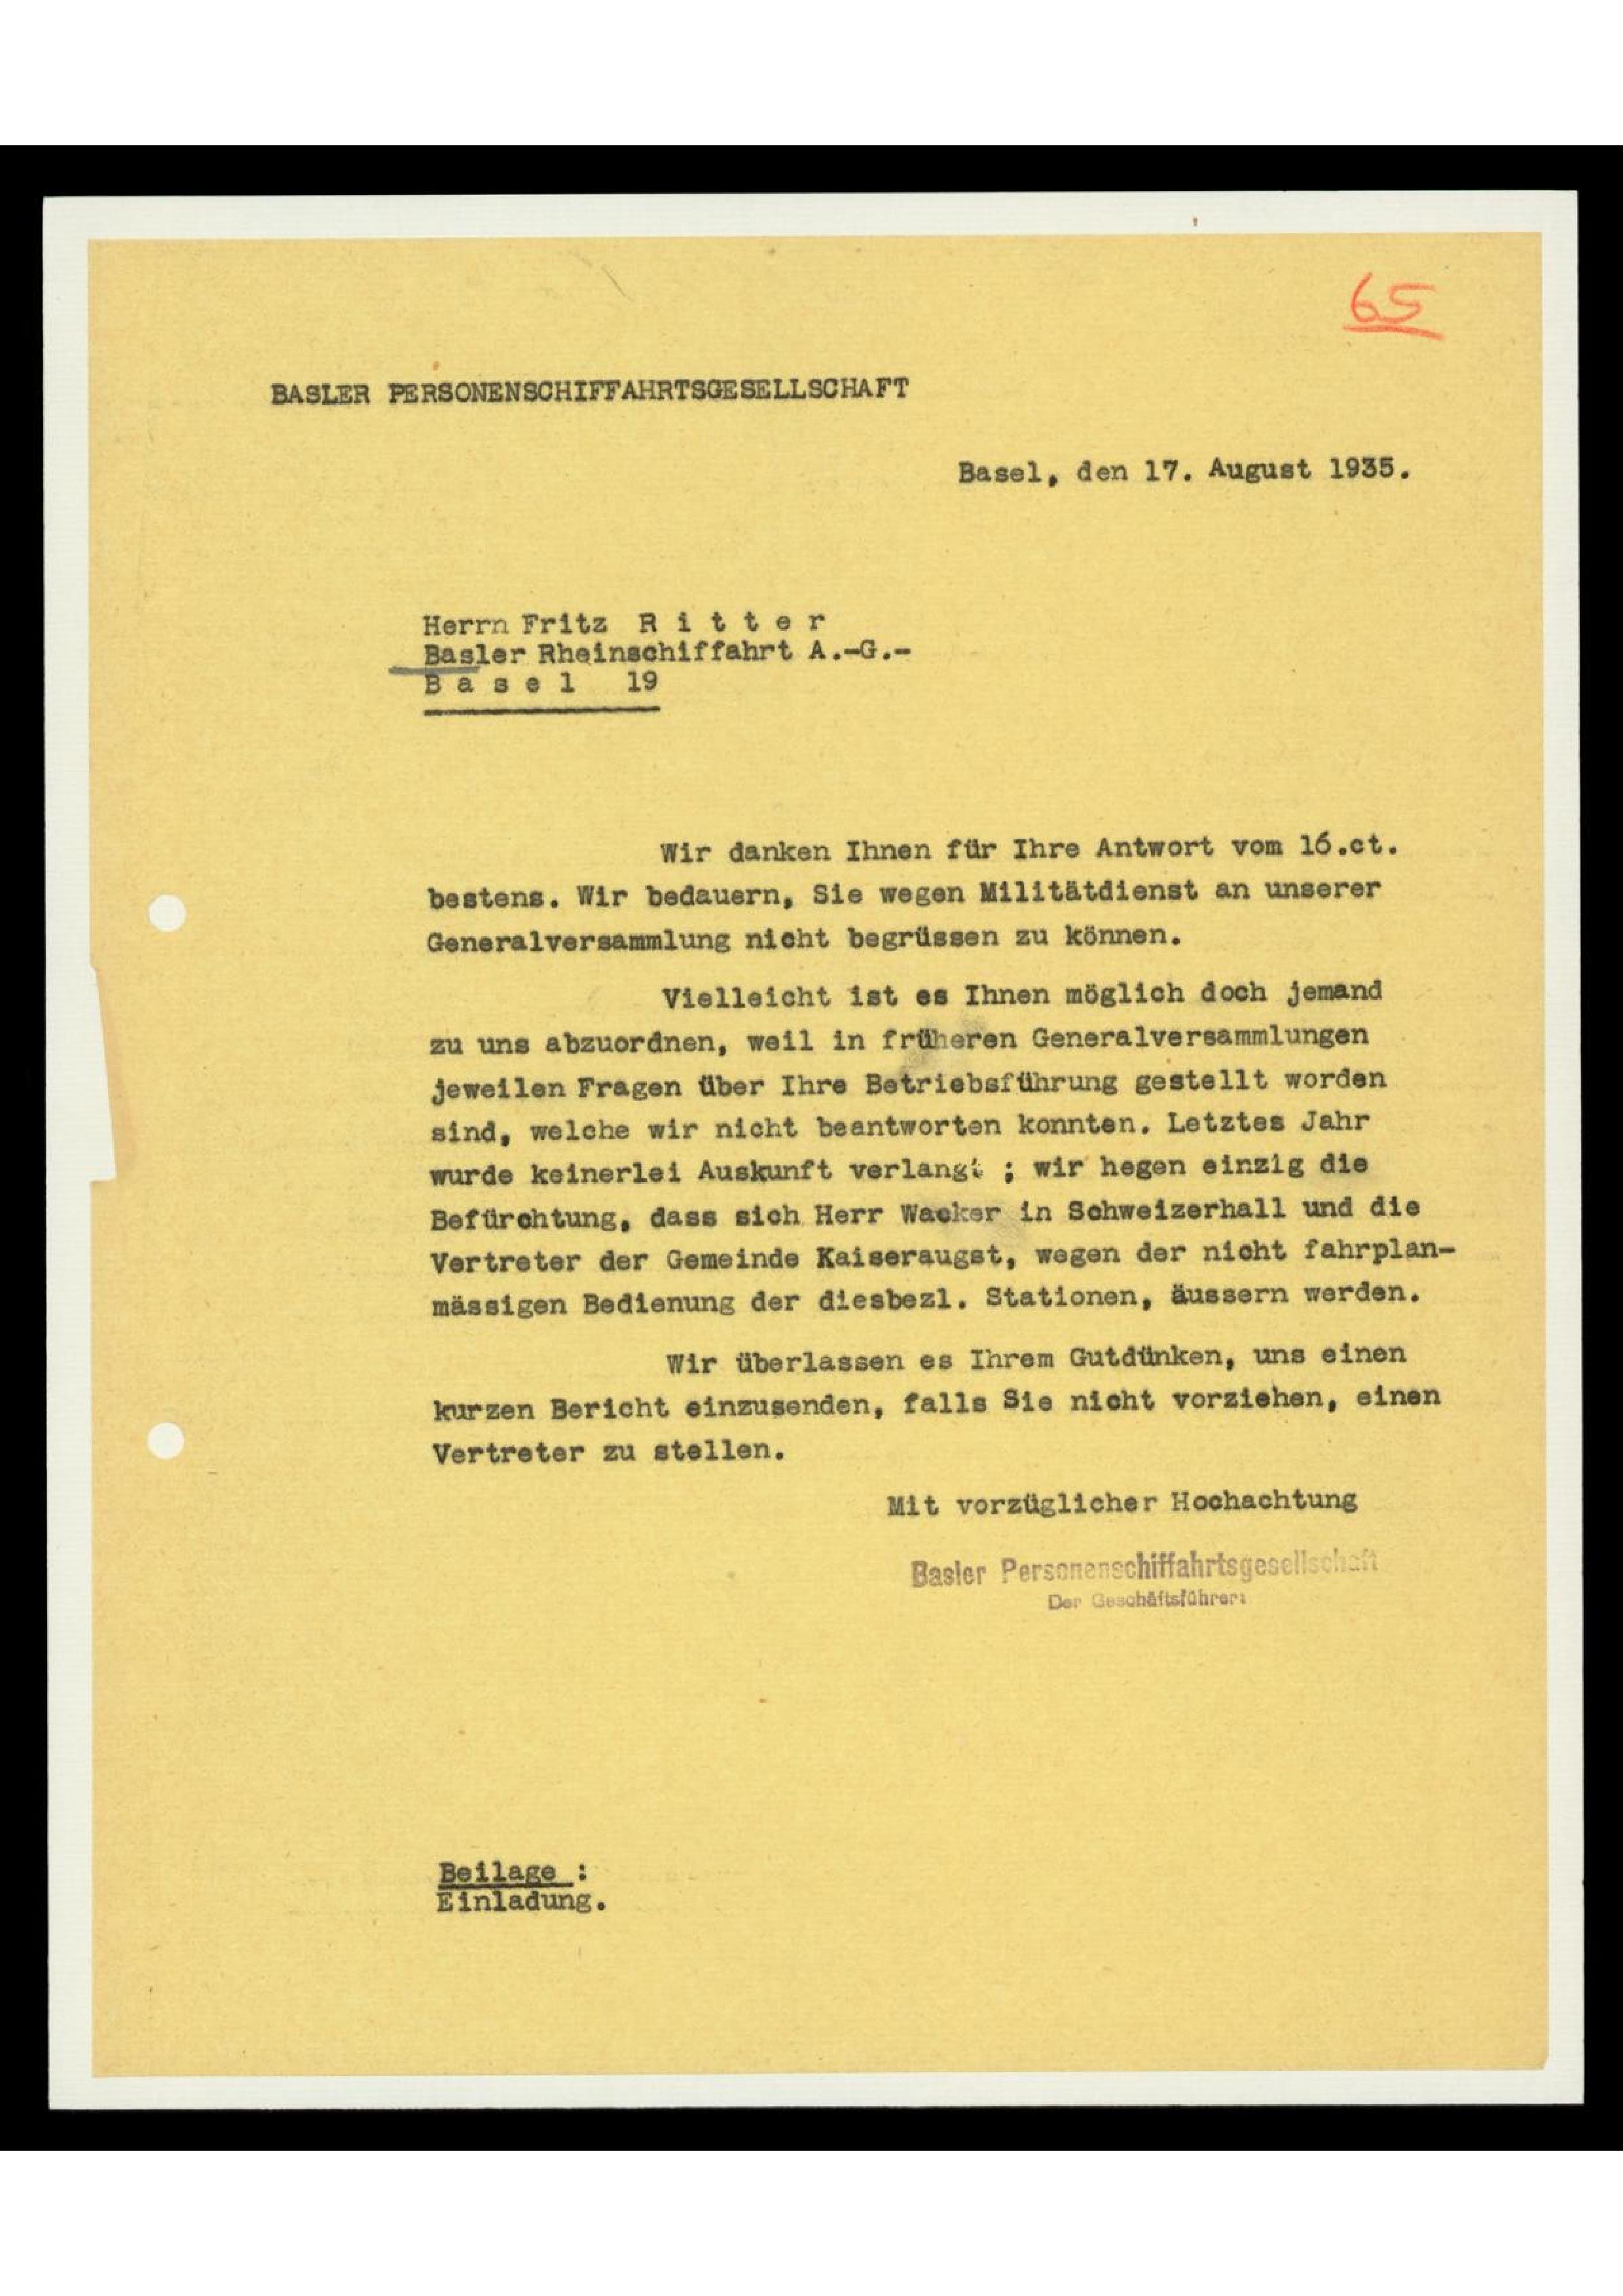 65
BASLER PERSONENSCHIFFAHRTSGESELLSCHAFT
Basel, den 17. August 1935.
Herrn Fritz R i t t e r
Basler Rheinschiffahrt A.-G.-
B a s e l 19
Wir danken Ihnen für Ihre Antwort vom 16.ct.
bestens. Wir bedauern, Sie wegen Militätdienst an unserer
Generalversammlung nicht begrüssen zu können.
Vielleicht ist es Ihnen möglich doch jemand
zu uns abzuordnen, weil in früheren Generalversammlungen
jeweilen Fragen über Ihre Betriebsführung gestellt worden
sind, welche wir nicht beantworten konnten. Letztes Jahr
wurde keinerlei Auskunft verlangt ; wir hegen einzig die
Befürchtung, dass sich Herr Wacker in Schweizerhall und die
Vertreter der Gemeinde Kaiseraugst, wegen der nicht fahrplan-
mässigen Bedienung der diesbezl. Stationen, äussern werden.
Wir überlassen es Ihrem Gutdünken, uns einen
kurzen Bericht einzusenden, falls Sie nicht vorziehen, einen
Vertreter zu stellen.
Mit vorzüglicher Hochachtung
Basler Personenschiffahrtsgesellschaft
Der Geschäftsführer:
Beilage :
Einladung.